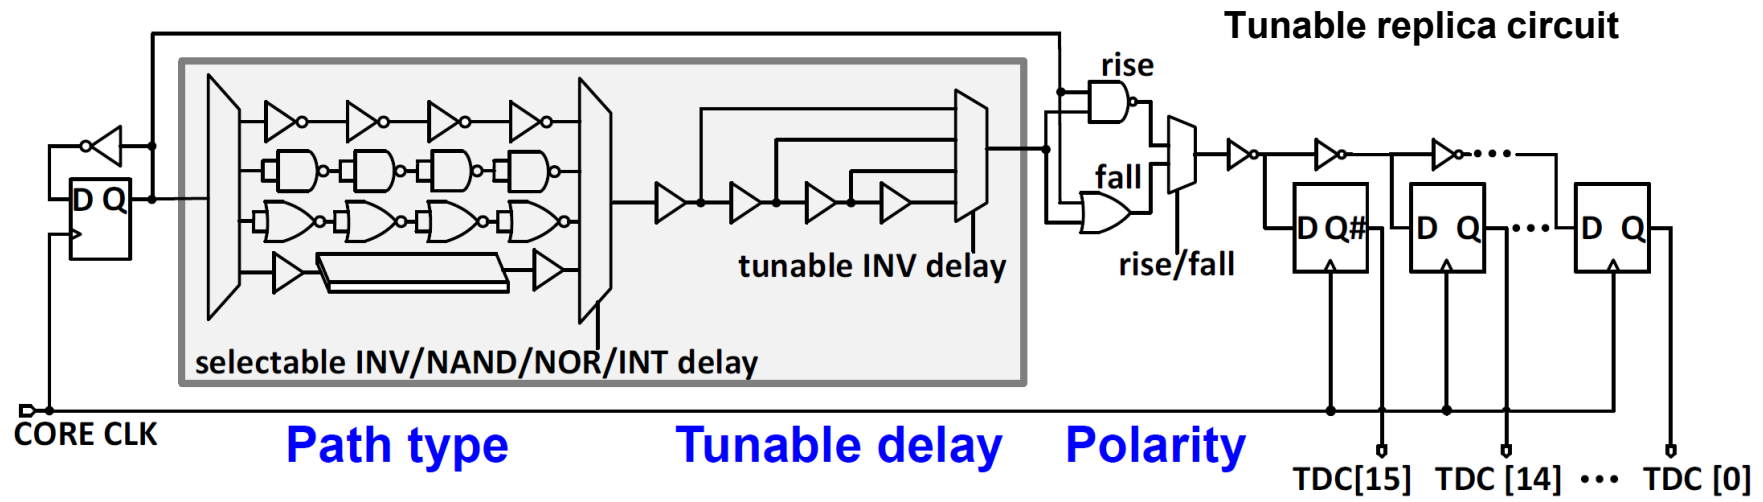 Tunable replica circuit
rise
D Q
fall
tunable INV delay
rise/fall
D Q#
D Q
D Q
selectable INV/NAND/NOR/INT delay
CORE CLK
Path type
Tunable delay
Polarity
TDC[15] TDC [14] ••• TDC [0]